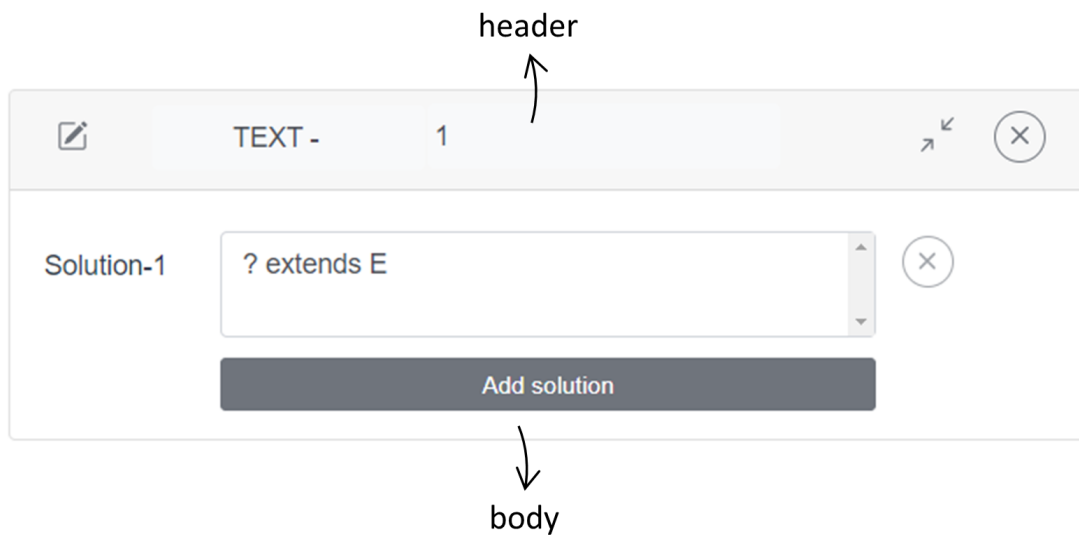 header
TEXT - 1
Solution-1
? extends E
Add solution
body